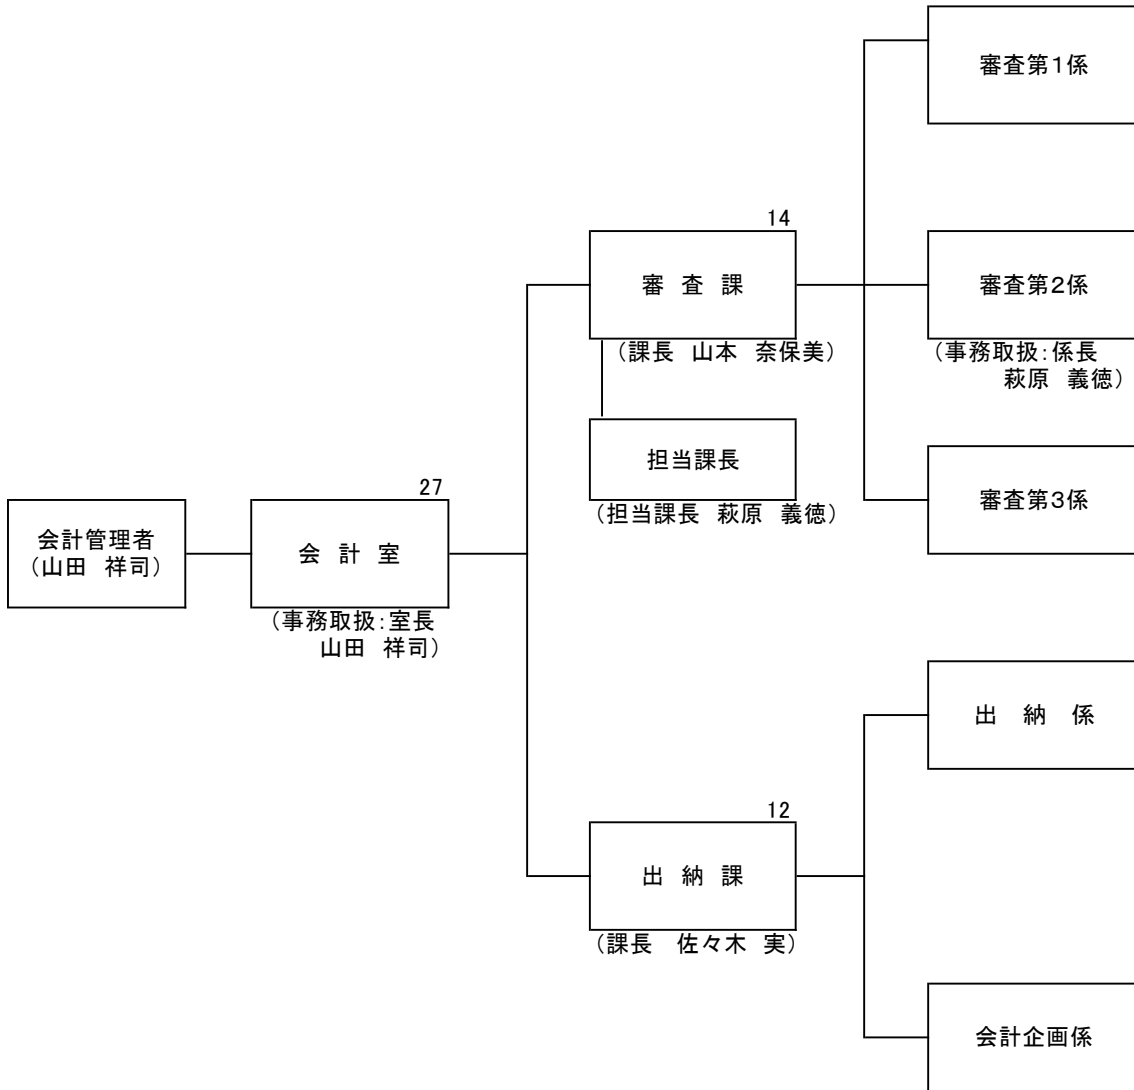 審査第1係
14
審 査 課
(課長 山本 奈保美)
審査第2係
(事務取扱:係長
萩原 義徳)
担当課長
(担当課長 萩原 義徳)
審査第3係
会計管理者
(山田 祥司)
27
会 計 室
(事務取扱:室長
山田 祥司)
出 納 係
12
出 納 課
(課長 佐々木 実)
会計企画係